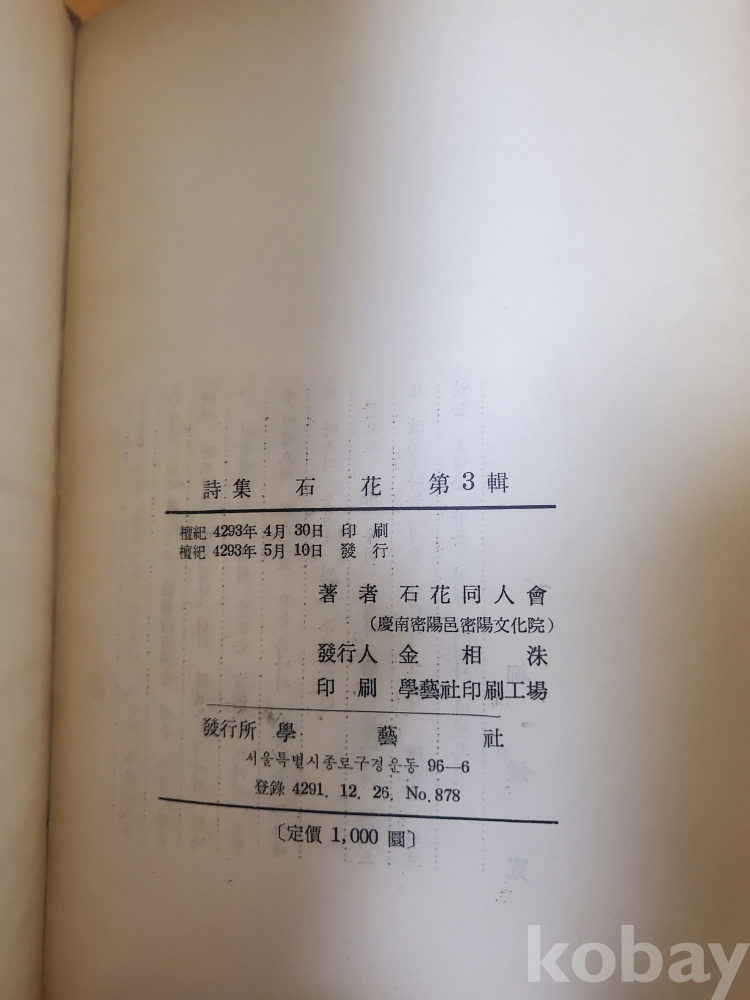 詩集 石花 第3輯
檀紀 4293年 4月 30日 印刷
檀紀 4293年 5月 10日 發行
著者 石花同人會
(慶南密陽邑密陽文化院)
發行人 金相洙
印刷 學藝社印刷工場
發行所 學藝社
서울특별시종로구경운동 96—6
登錄 4291. 12. 26. No. 878
〔定價 1,000 圜〕
kobay